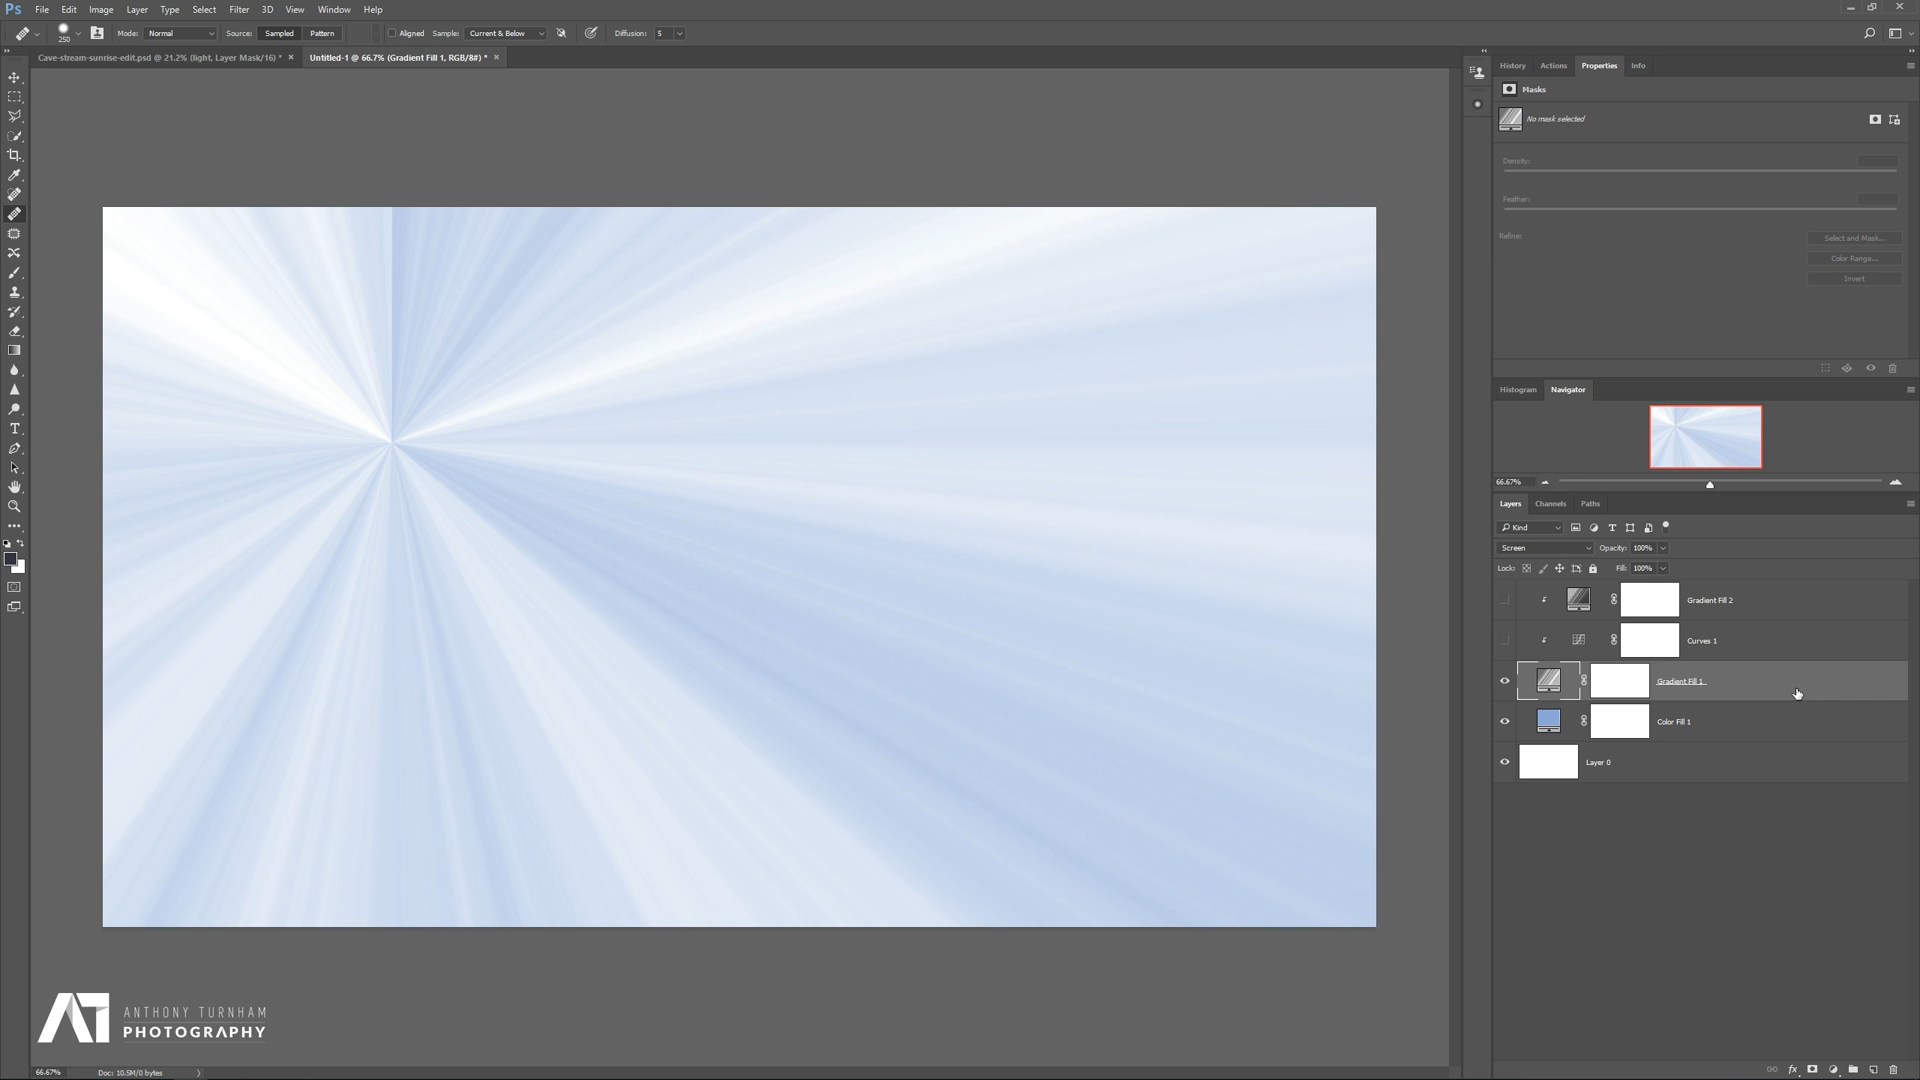 Ps File Edit Image Layer Type Select Filter 3D View Window Help
250 Mode: Normal Source: Sampled Pattern Aligned Sample: Current & Below Diffusion: 5
Cave-stream-sunrise-edit.psd @ 21.2% (light, Layer Mask/16) * × Untitled-1 @ 66.7% (Gradient Fill 1, RGB/8#) * ×
History Actions Properties Info
Masks
No mask selected
Density:
Feather:
Refine:
Select and Mask...
Color Range...
Invert
Histogram Navigator
66.67%
Layers Channels Paths
Kind
Screen Opacity: 100%
Lock: Fill: 100%
Gradient Fill 2
Curves 1
Gradient Fill 1
Color Fill 1
Layer 0
fx
AT
ANTHONY TURNHAM
PHOTOGRAPHY
66.67% Doc: 10.5M/0 bytes